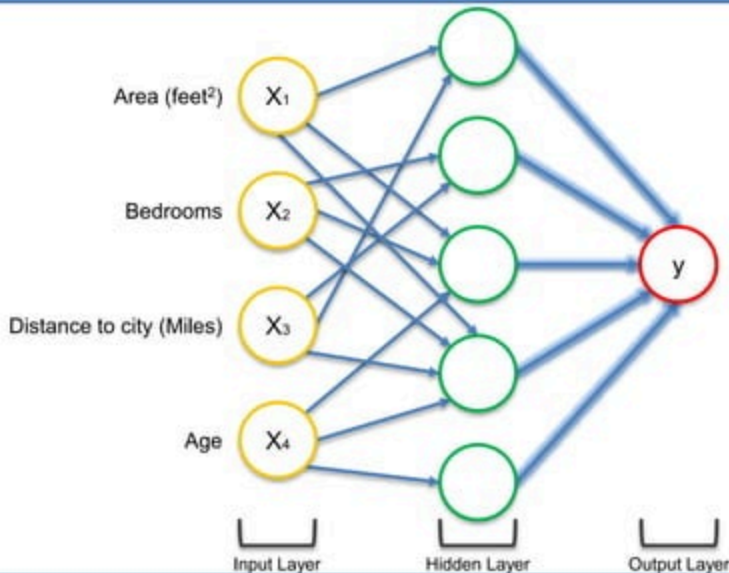 Area (feet²)
X₁
Bedrooms
X₂
Distance to city (Miles)
X₃
Age
X₄
y
Input Layer
Hidden Layer
Output Layer